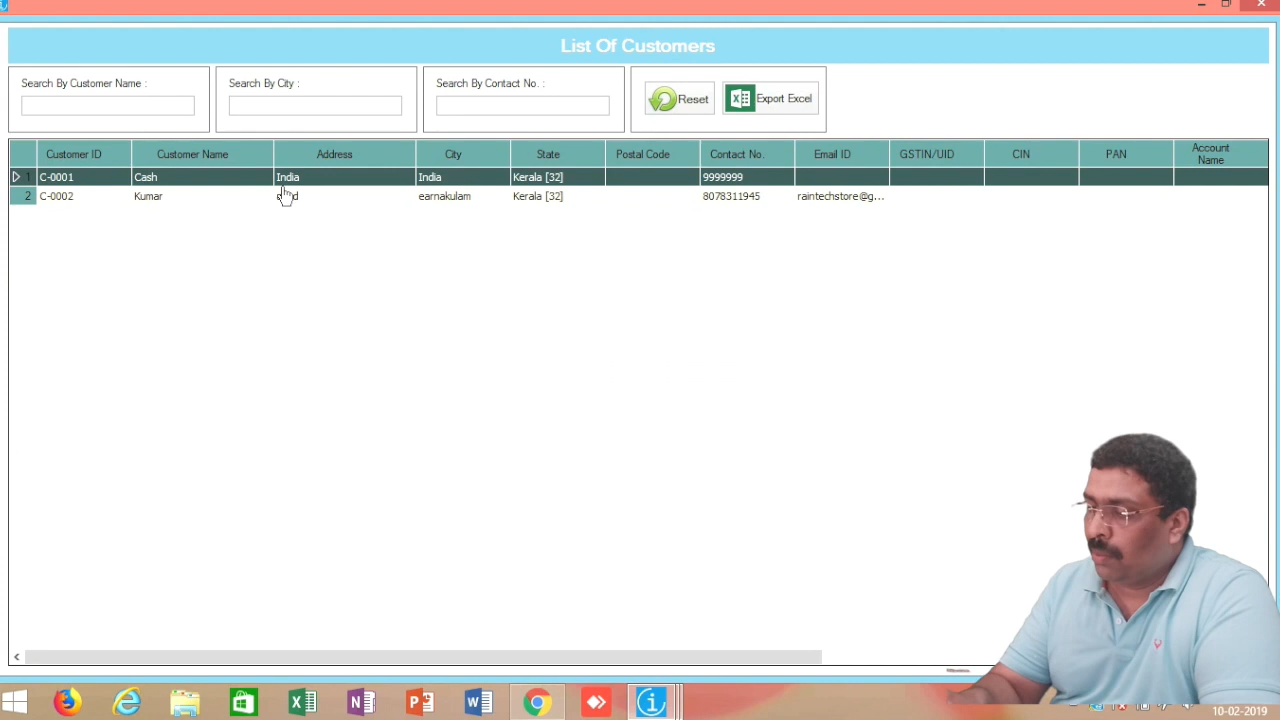 List Of Customers
Search By Customer Name :
Search By City :
Search By Contact No. :
Reset
Export Excel
Customer ID Customer Name Address City State Postal Code Contact No. Email ID GSTIN/UID CIN PAN Account Name
1 C-0001 Cash India India Kerala [32] 9999999
2 C-0002 Kumar earnakulam Kerala [32] 8078311945 raintechstore@g...
10-02-2019